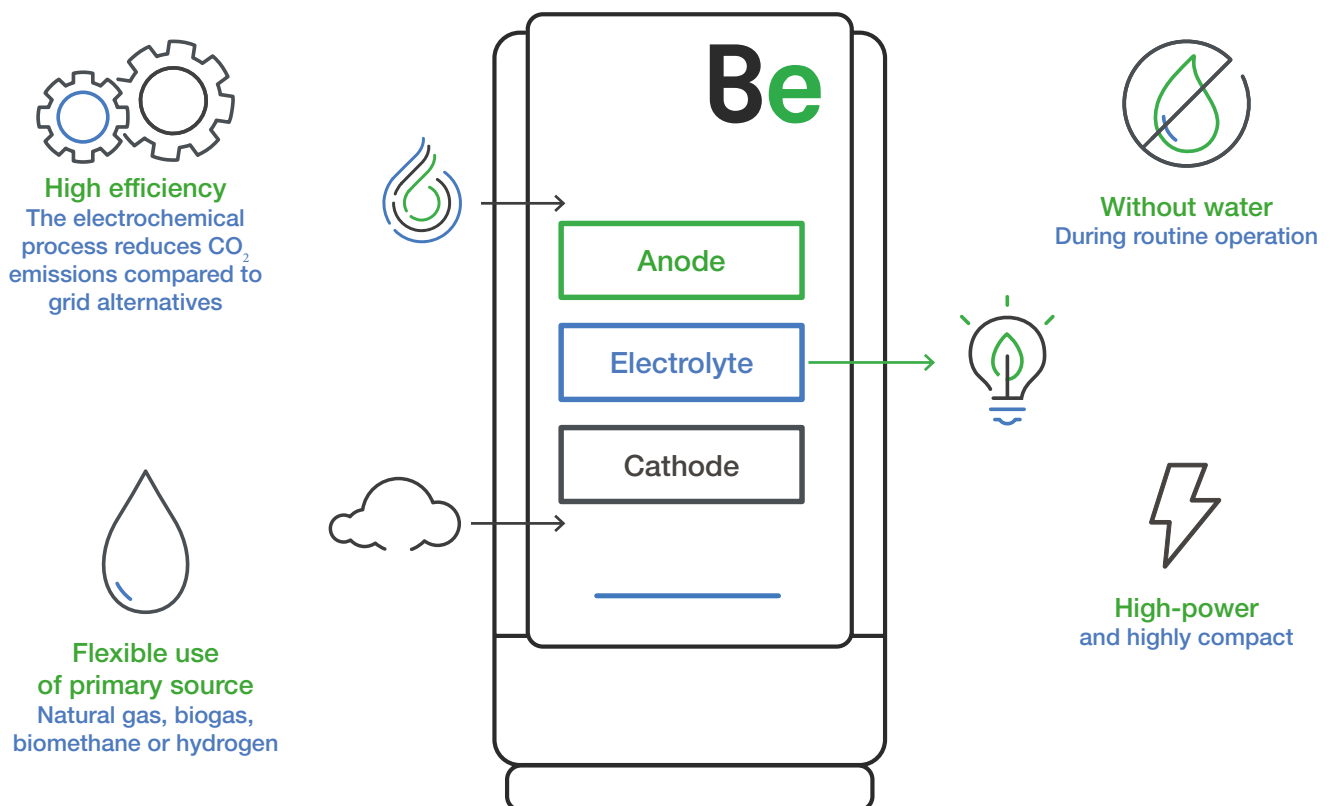 Be
High efficiency
The electrochemical
process reduces CO₂
emissions compared to
grid alternatives
Without water
During routine operation
Anode
Electrolyte
Cathode
Flexible use
of primary source
Natural gas, biogas,
biomethane or hydrogen
High-power
and highly compact